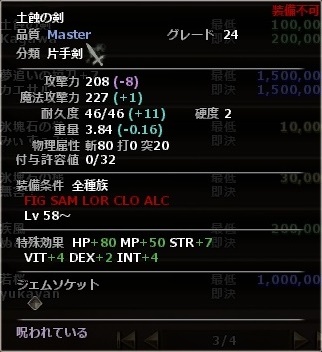 土蝕の剣
装備不可
品質 Master グレード 24
分類 片手剣
攻撃力 208 (-8)
魔法攻撃力 227 (+1)
耐久度 46/46 (+11) 硬度 2
重量 3.84 (-0.16)
物理属性 斬80 打0 突20
付与許容値 0/32
装備条件 全種族
FIG SAM LOR CLO ALC
Lv 58～
特殊効果 HP+80 MP+50 STR+7
VIT+4 DEX+2 INT+4
ジェムソケット
呪われている
3/4